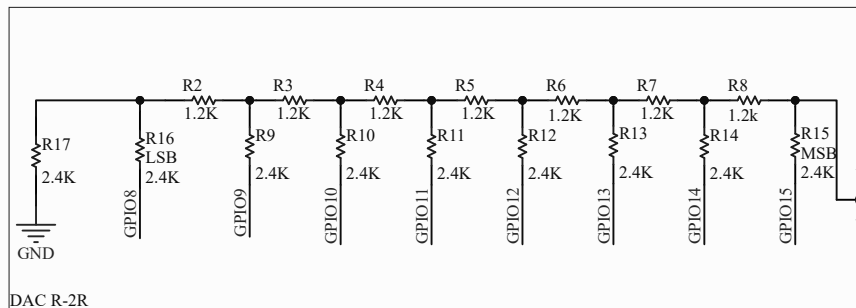 R2 R3 R4 R5 R6 R7 R8
1.2K 1.2K 1.2K 1.2K 1.2K 1.2K 1.2k
R17 R16 R9 R10 R11 R12 R13 R14 R15
LSB MSB
2.4K 2.4K 2.4K 2.4K 2.4K 2.4K 2.4K 2.4K 2.4K
GPIO8 GPIO9 GPIO10 GPIO11 GPIO12 GPIO13 GPIO14 GPIO15
GND
DAC R-2R